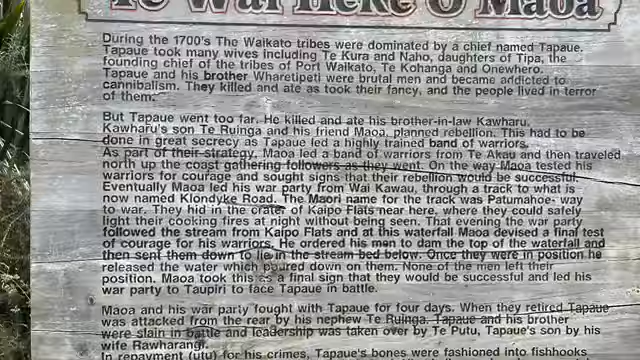 Te Wai Heke O Maoa
During the 1700's The Waikato tribes were dominated by a chief named Tapaue.
Tapaue took many wives including Te Kura and Naho, daughters of Tipa, the
founding chief of the tribes of Port Waikato, Te Kohanga and Onewhero.
Tapaue and his brother Wharetipeti were brutal men and became addicted to
cannibalism. They killed and ate as took their fancy, and the people lived in terror
of them.
But Tapaue went too far. He killed and ate his brother-in-law Kawharu.
Kawharu's son Te Ruinga and his friend Maoa, planned rebellion. This had to be
done in great secrecy as Tapaue led a highly trained band of warriors.
As part of their strategy, Maoa led a band of warriors from Te Akau and then traveled
north up the coast gathering followers as they went. On the way Maoa tested his
warriors for courage and sought signs that their rebellion would be successful.
Eventually Maoa led his war party from Wai Kawau, through a track to what is
now named Klondyke Road. The Maori name for the track was Patumahoe- way
to war. They hid in the crater of Kaipo Flats near here, where they could safely
light their cooking fires at night without being seen. That evening the war party
followed the stream from Kaipo Flats and at this waterfall Maoa devised a final test
of courage for his warriors. He ordered his men to dam the top of the waterfall and
then sent them down to lie in the stream bed below. Once they were in position he
released the water which poured down on them. None of the men left their
position. Maoa took this as a final sign that they would be successful and led his
war party to Taupiri to face Tapaue in battle.
Maoa and his war party fought with Tapaue for four days. When they retired Tapaue
was attacked from the rear by his nephew Te Ruinga. Tapaue and his brother
were slain in battle and leadership was taken over by Te Putu, Tapaue's son by his
wife Rawharangi.
In repayment (utu) for his crimes, Tapaue's bones were fashioned into fishhooks